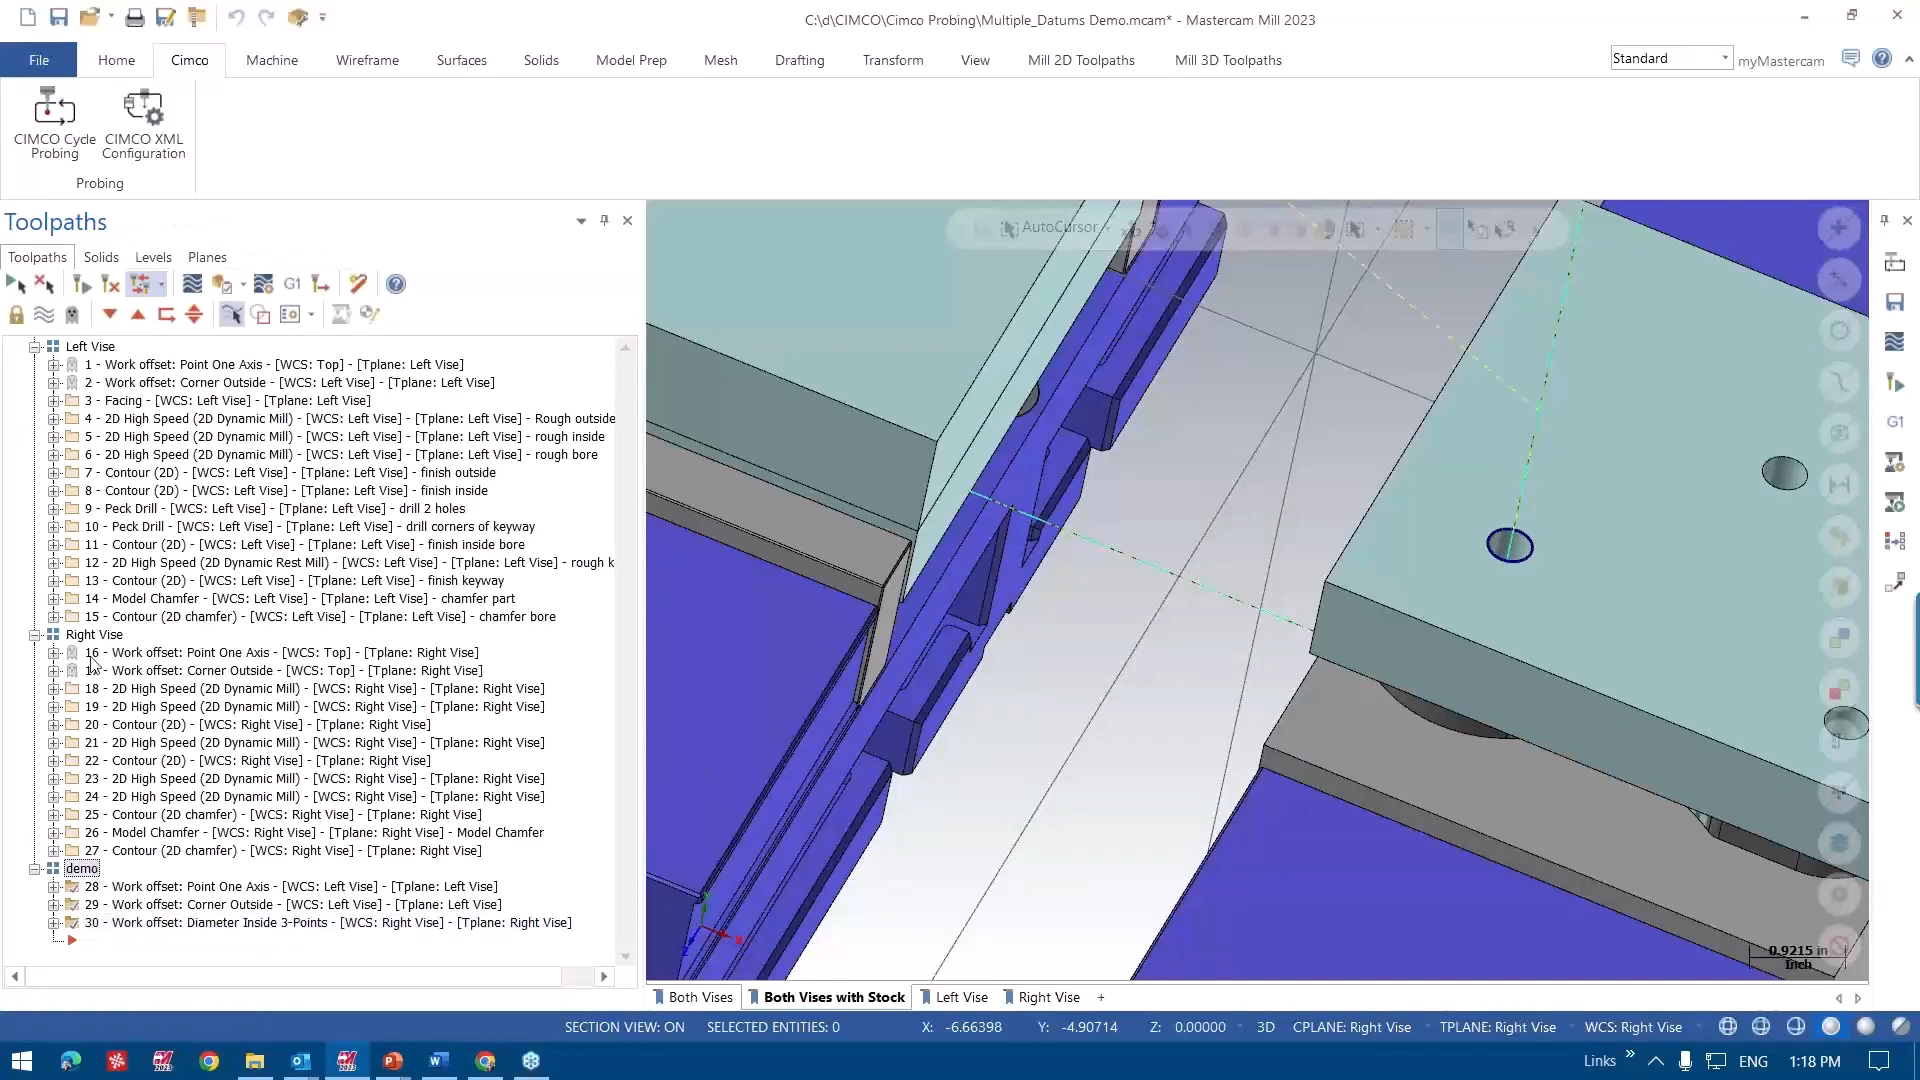 C:\d\CIMCO\Cimco Probing\Multiple_Datums Demo.mcam* - Mastercam Mill 2023
File Home Cimco Machine Wireframe Surfaces Solids Model Prep Mesh Drafting Transform View Mill 2D Toolpaths Mill 3D Toolpaths Standard myMastercam
CIMCO Cycle Probing
CIMCO XML Configuration
Probing
Toolpaths
Toolpaths Solids Levels Planes
G1
AutoCursor
G1
Left Vise
1 - Work offset: Point One Axis - [WCS: Top] - [Tplane: Left Vise]
2 - Work offset: Corner Outside - [WCS: Left Vise] - [Tplane: Left Vise]
3 - Facing - [WCS: Left Vise] - [Tplane: Left Vise]
4 - 2D High Speed (2D Dynamic Mill) - [WCS: Left Vise] - [Tplane: Left Vise] - Rough outside
5 - 2D High Speed (2D Dynamic Mill) - [WCS: Left Vise] - [Tplane: Left Vise] - rough inside
6 - 2D High Speed (2D Dynamic Mill) - [WCS: Left Vise] - [Tplane: Left Vise] - rough bore
7 - Contour (2D) - [WCS: Left Vise] - [Tplane: Left Vise] - finish outside
8 - Contour (2D) - [WCS: Left Vise] - [Tplane: Left Vise] - finish inside
9 - Peck Drill - [WCS: Left Vise] - [Tplane: Left Vise] - drill 2 holes
10 - Peck Drill - [WCS: Left Vise] - [Tplane: Left Vise] - drill corners of keyway
11 - Contour (2D) - [WCS: Left Vise] - [Tplane: Left Vise] - finish inside bore
12 - 2D High Speed (2D Dynamic Rest Mill) - [WCS: Left Vise] - [Tplane: Left Vise] - rough k
13 - Contour (2D) - [WCS: Left Vise] - [Tplane: Left Vise] - finish keyway
14 - Model Chamfer - [WCS: Left Vise] - [Tplane: Left Vise] - chamfer part
15 - Contour (2D chamfer) - [WCS: Left Vise] - [Tplane: Left Vise] - chamfer bore
Right Vise
16 - Work offset: Point One Axis - [WCS: Top] - [Tplane: Right Vise]
- Work offset: Corner Outside - [WCS: Top] - [Tplane: Right Vise]
18 - 2D High Speed (2D Dynamic Mill) - [WCS: Right Vise] - [Tplane: Right Vise]
19 - 2D High Speed (2D Dynamic Mill) - [WCS: Right Vise] - [Tplane: Right Vise]
20 - Contour (2D) - [WCS: Right Vise] - [Tplane: Right Vise]
21 - 2D High Speed (2D Dynamic Mill) - [WCS: Right Vise] - [Tplane: Right Vise]
22 - Contour (2D) - [WCS: Right Vise] - [Tplane: Right Vise]
23 - 2D High Speed (2D Dynamic Mill) - [WCS: Right Vise] - [Tplane: Right Vise]
24 - 2D High Speed (2D Dynamic Mill) - [WCS: Right Vise] - [Tplane: Right Vise]
25 - Contour (2D chamfer) - [WCS: Right Vise] - [Tplane: Right Vise]
26 - Model Chamfer - [WCS: Right Vise] - [Tplane: Right Vise] - Model Chamfer
27 - Contour (2D chamfer) - [WCS: Right Vise] - [Tplane: Right Vise]
demo
28 - Work offset: Point One Axis - [WCS: Left Vise] - [Tplane: Left Vise]
29 - Work offset: Corner Outside - [WCS: Left Vise] - [Tplane: Left Vise]
30 - Work offset: Diameter Inside 3-Points - [WCS: Right Vise] - [Tplane: Right Vise]
0.9215 in
Inch
Both Vises Both Vises with Stock Left Vise Right Vise +
SECTION VIEW: ON SELECTED ENTITIES: 0 X: -6.66398 Y: -4.90714 Z: 0.00000 3D CPLANE: Right Vise TPLANE: Right Vise WCS: Right Vise
Links ENG 1:18 PM